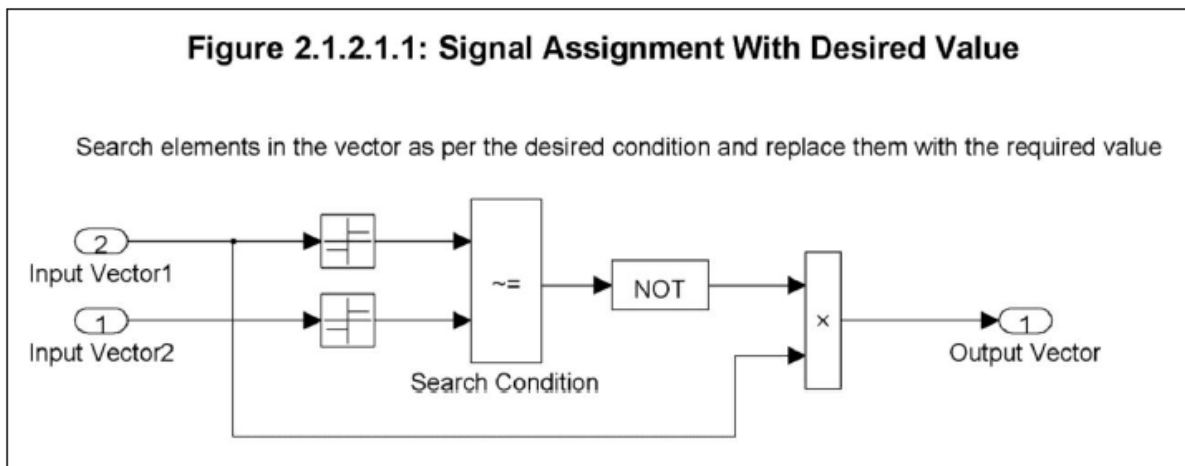 Figure 2.1.2.1.1: Signal Assignment With Desired Value
Search elements in the vector as per the desired condition and replace them with the required value
2
Input Vector1
1
Input Vector2
~=
Search Condition
NOT
×
1
Output Vector